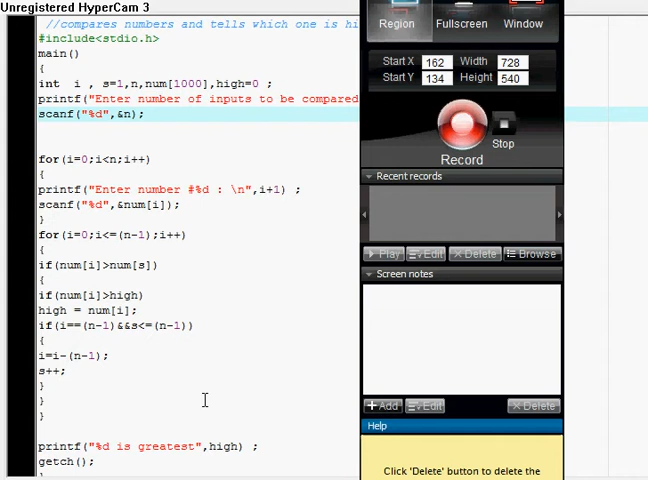 Unregistered HyperCam 3
//compares numbers and tells which one is hi
#include<stdio.h>
main()
{
int i , s=1,n,num[1000],high=0 ;
printf("Enter number of inputs to be compared
scanf("%d",&n);
for(i=0;i<n;i++)
{
printf("Enter number #%d : \n",i+1) ;
scanf("%d",&num[i]);
}
for(i=0;i<=(n-1);i++)
{
if(num[i]>num[s])
{
if(num[i]>high)
high = num[i];
if(i==(n-1)&&s<=(n-1))
{
i=i-(n-1);
s++;
}
}
}
printf("%d is greatest",high) ;
getch();
Region Fullscreen Window
Start X 162 Width 728
Start Y 134 Height 540
Record
Stop
Recent records
Play Edit Delete Browse
Screen notes
Add Edit Delete
Help
Click 'Delete' button to delete the